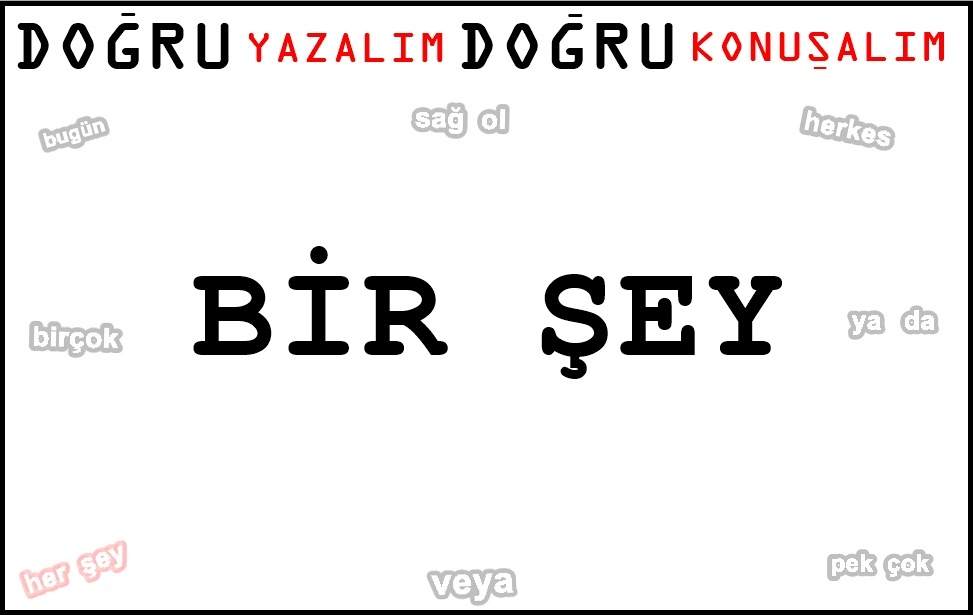 DOĞRU YAZALIM DOĞRU KONUŞALIM
bugün sağ ol herkes
BİR ŞEY
birçok ya da
her şey veya pek çok